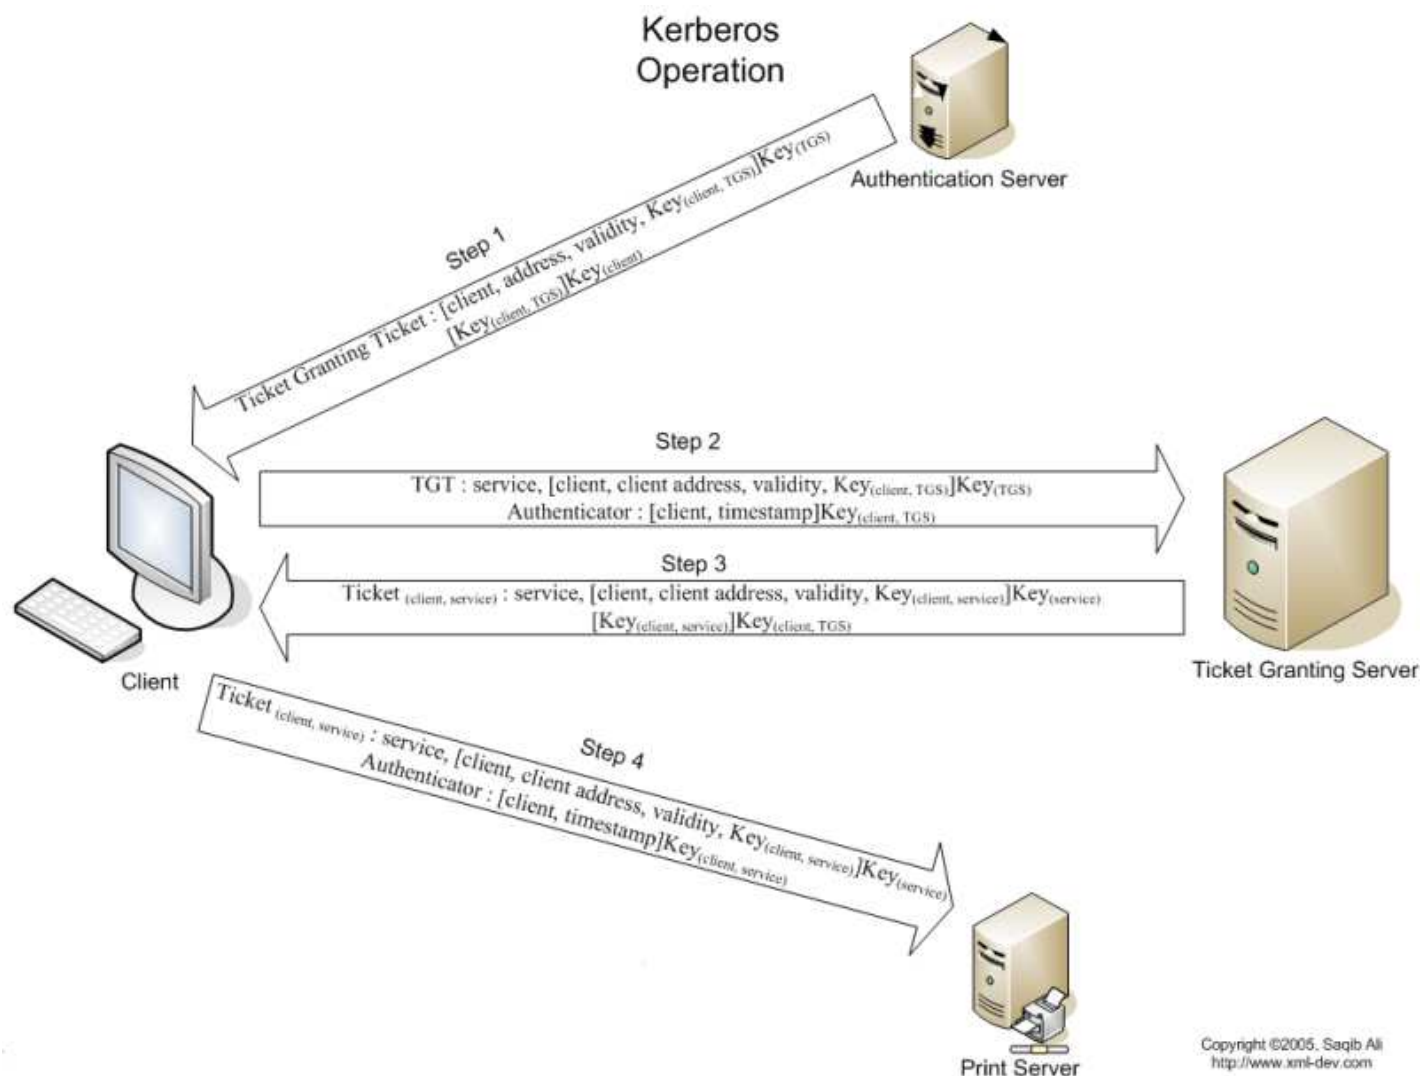 Kerberos
Operation
Authentication Server
Step 1
Ticket Granting Ticket : [client, address, validity, Key(client, TGS)]Key(TGS)
[Key(client, TGS)]Key(client)
Step 2
TGT : service, [client, client address, validity, Key(client, TGS)]Key(TGS)
Authenticator : [client, timestamp]Key(client, TGS)
Step 3
Ticket (client, service) : service, [client, client address, validity, Key(client, service)]Key(service)
[Key(client, service)]Key(client, TGS)
Client
Ticket Granting Server
Step 4
Ticket (client, service) : service, [client, client address, validity, Key(client, service)]Key(service)
Authenticator : [client, timestamp]Key(client, service)
Print Server
Copyright ©2005, Saqib Ali
http://www.xml-dev.com